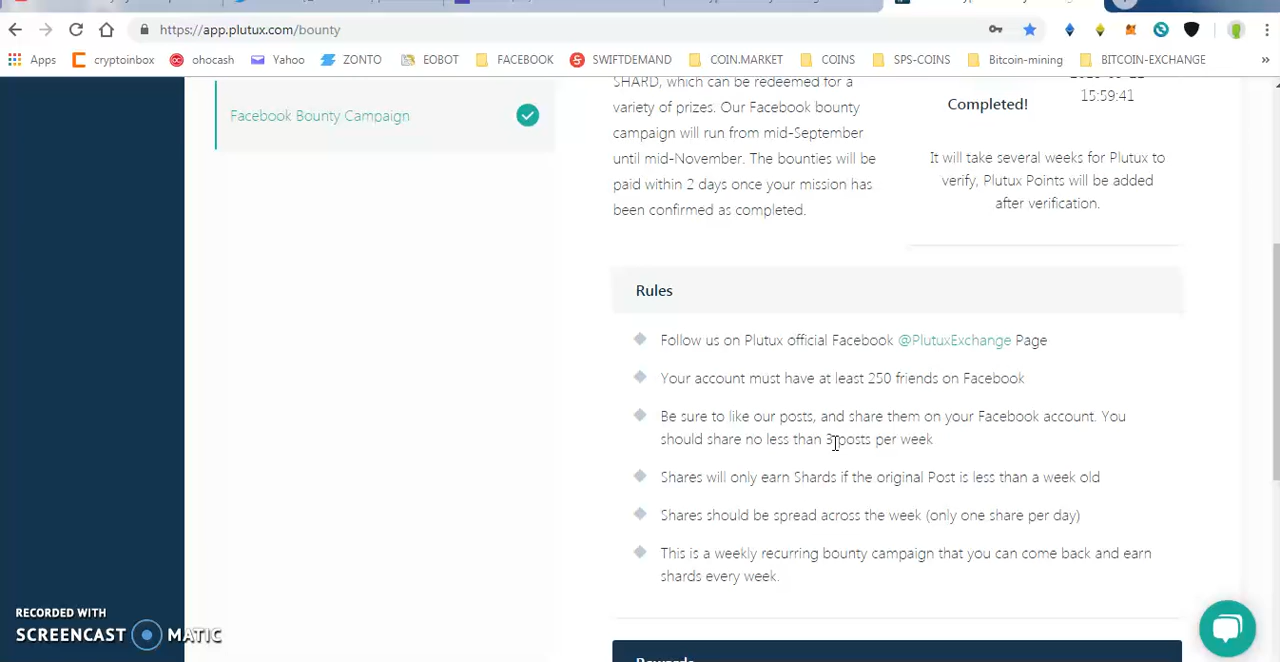 https://app.plutux.com/bounty
Apps cryptoinbox ohocash Yahoo ZONTO EOBOT FACEBOOK SWIFTDEMAND COIN.MARKET COINS SPS-COINS Bitcoin-mining BITCOIN-EXCHANGE »
Facebook Bounty Campaign
SHARD, which can be redeemed for a
variety of prizes. Our Facebook bounty
campaign will run from mid-September
until mid-November. The bounties will be
paid within 2 days once your mission has
been confirmed as completed.
Completed!
15:59:41
It will take several weeks for Plutux to
verify, Plutux Points will be added
after verification.
Rules
Follow us on Plutux official Facebook @PlutuxExchange Page
Your account must have at least 250 friends on Facebook
Be sure to like our posts, and share them on your Facebook account. You
should share no less than 3 posts per week
Shares will only earn Shards if the original Post is less than a week old
Shares should be spread across the week (only one share per day)
This is a weekly recurring bounty campaign that you can come back and earn
shards every week.
Rewards
RECORDED WITH
SCREENCAST MATIC